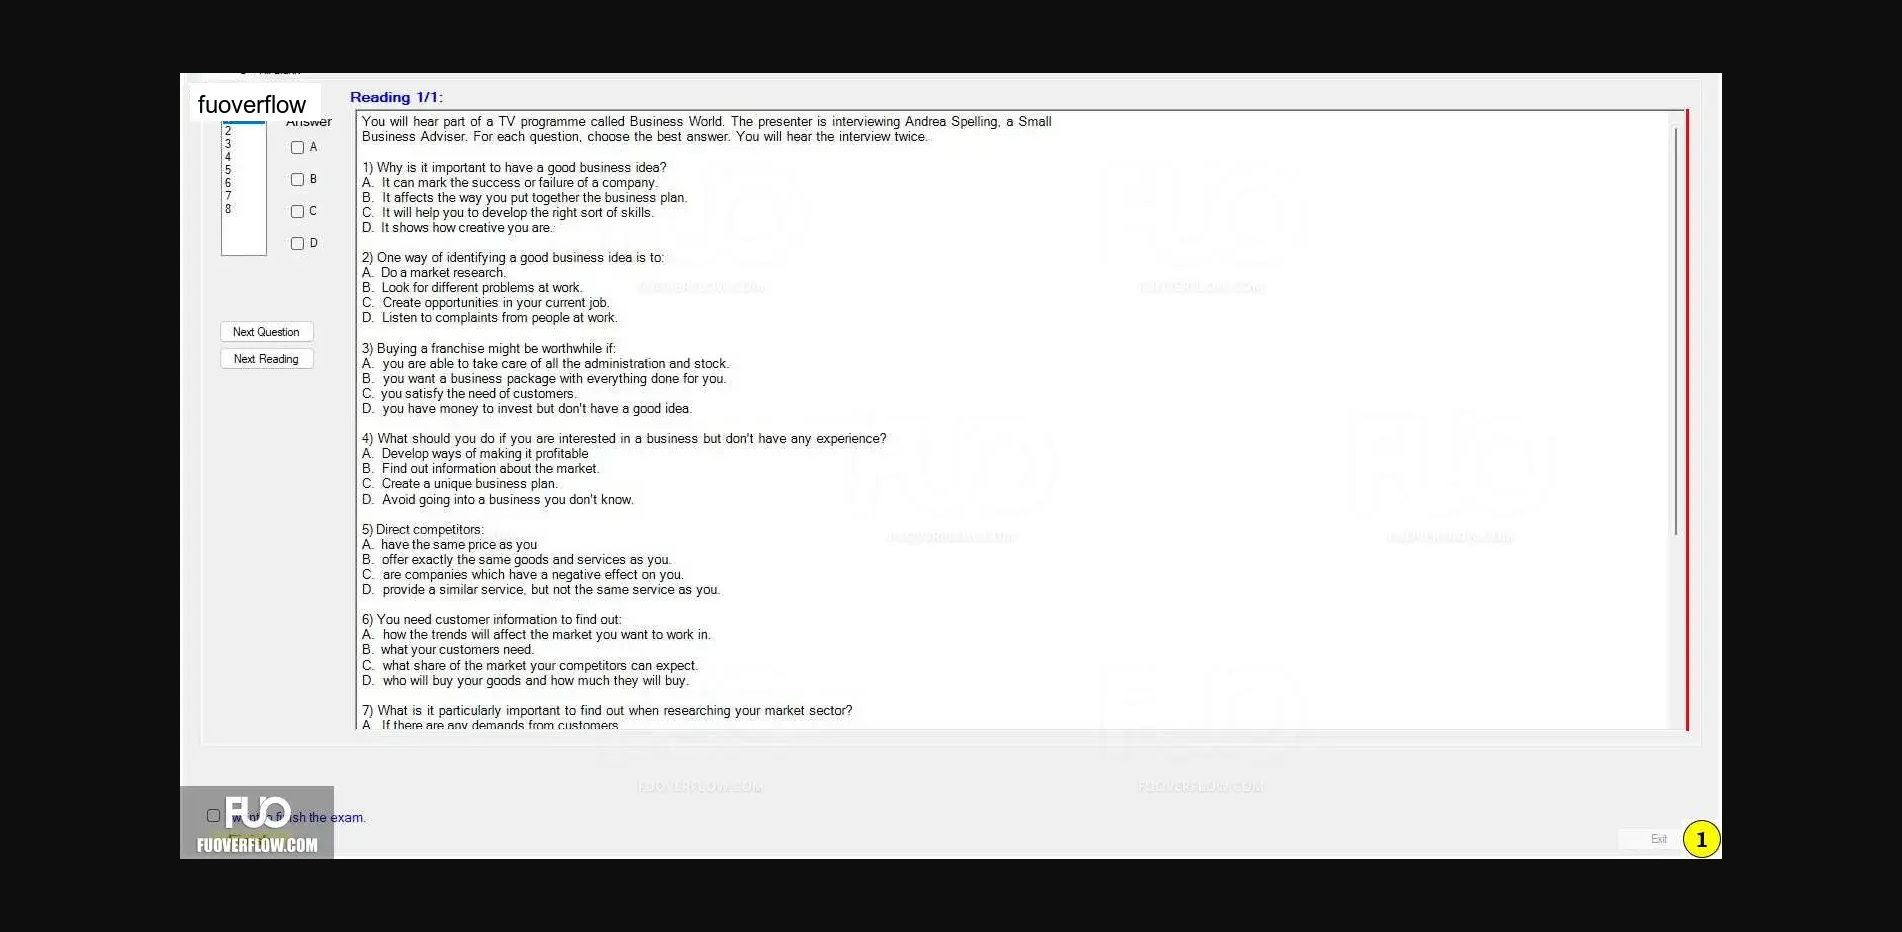 fuoverflow
Reading 1/1:
Answer
2
3
4
5
6
7
8
A
B
C
D
Next Question
Next Reading
You will hear part of a TV programme called Business World. The presenter is interviewing Andrea Spelling, a Small
Business Adviser. For each question, choose the best answer. You will hear the interview twice.
1) Why is it important to have a good business idea?
A. It can mark the success or failure of a company.
B. It affects the way you put together the business plan.
C. It will help you to develop the right sort of skills.
D. It shows how creative you are.
2) One way of identifying a good business idea is to:
A. Do a market research.
B. Look for different problems at work.
C. Create opportunities in your current job.
D. Listen to complaints from people at work.
3) Buying a franchise might be worthwhile if:
A. you are able to take care of all the administration and stock.
B. you want a business package with everything done for you.
C. you satisfy the need of customers.
D. you have money to invest but don't have a good idea.
4) What should you do if you are interested in a business but don't have any experience?
A. Develop ways of making it profitable
B. Find out information about the market.
C. Create a unique business plan.
D. Avoid going into a business you don't know.
5) Direct competitors:
A. have the same price as you
B. offer exactly the same goods and services as you.
C. are companies which have a negative effect on you.
D. provide a similar service, but not the same service as you.
6) You need customer information to find out:
A. how the trends will affect the market you want to work in.
B. what your customers need.
C. what share of the market your competitors can expect.
D. who will buy your goods and how much they will buy.
7) What is it particularly important to find out when researching your market sector?
A. If there are any demands from customers
FUOVERFLOW.COM
FUOVERFLOW.COM
FUOVERFLOW.COM
FUOVERFLOW.COM
FUOVERFLOW.COM
FUOVERFLOW.COM
FUO
FUOVERFLOW.COM
the exam.
Exit
1